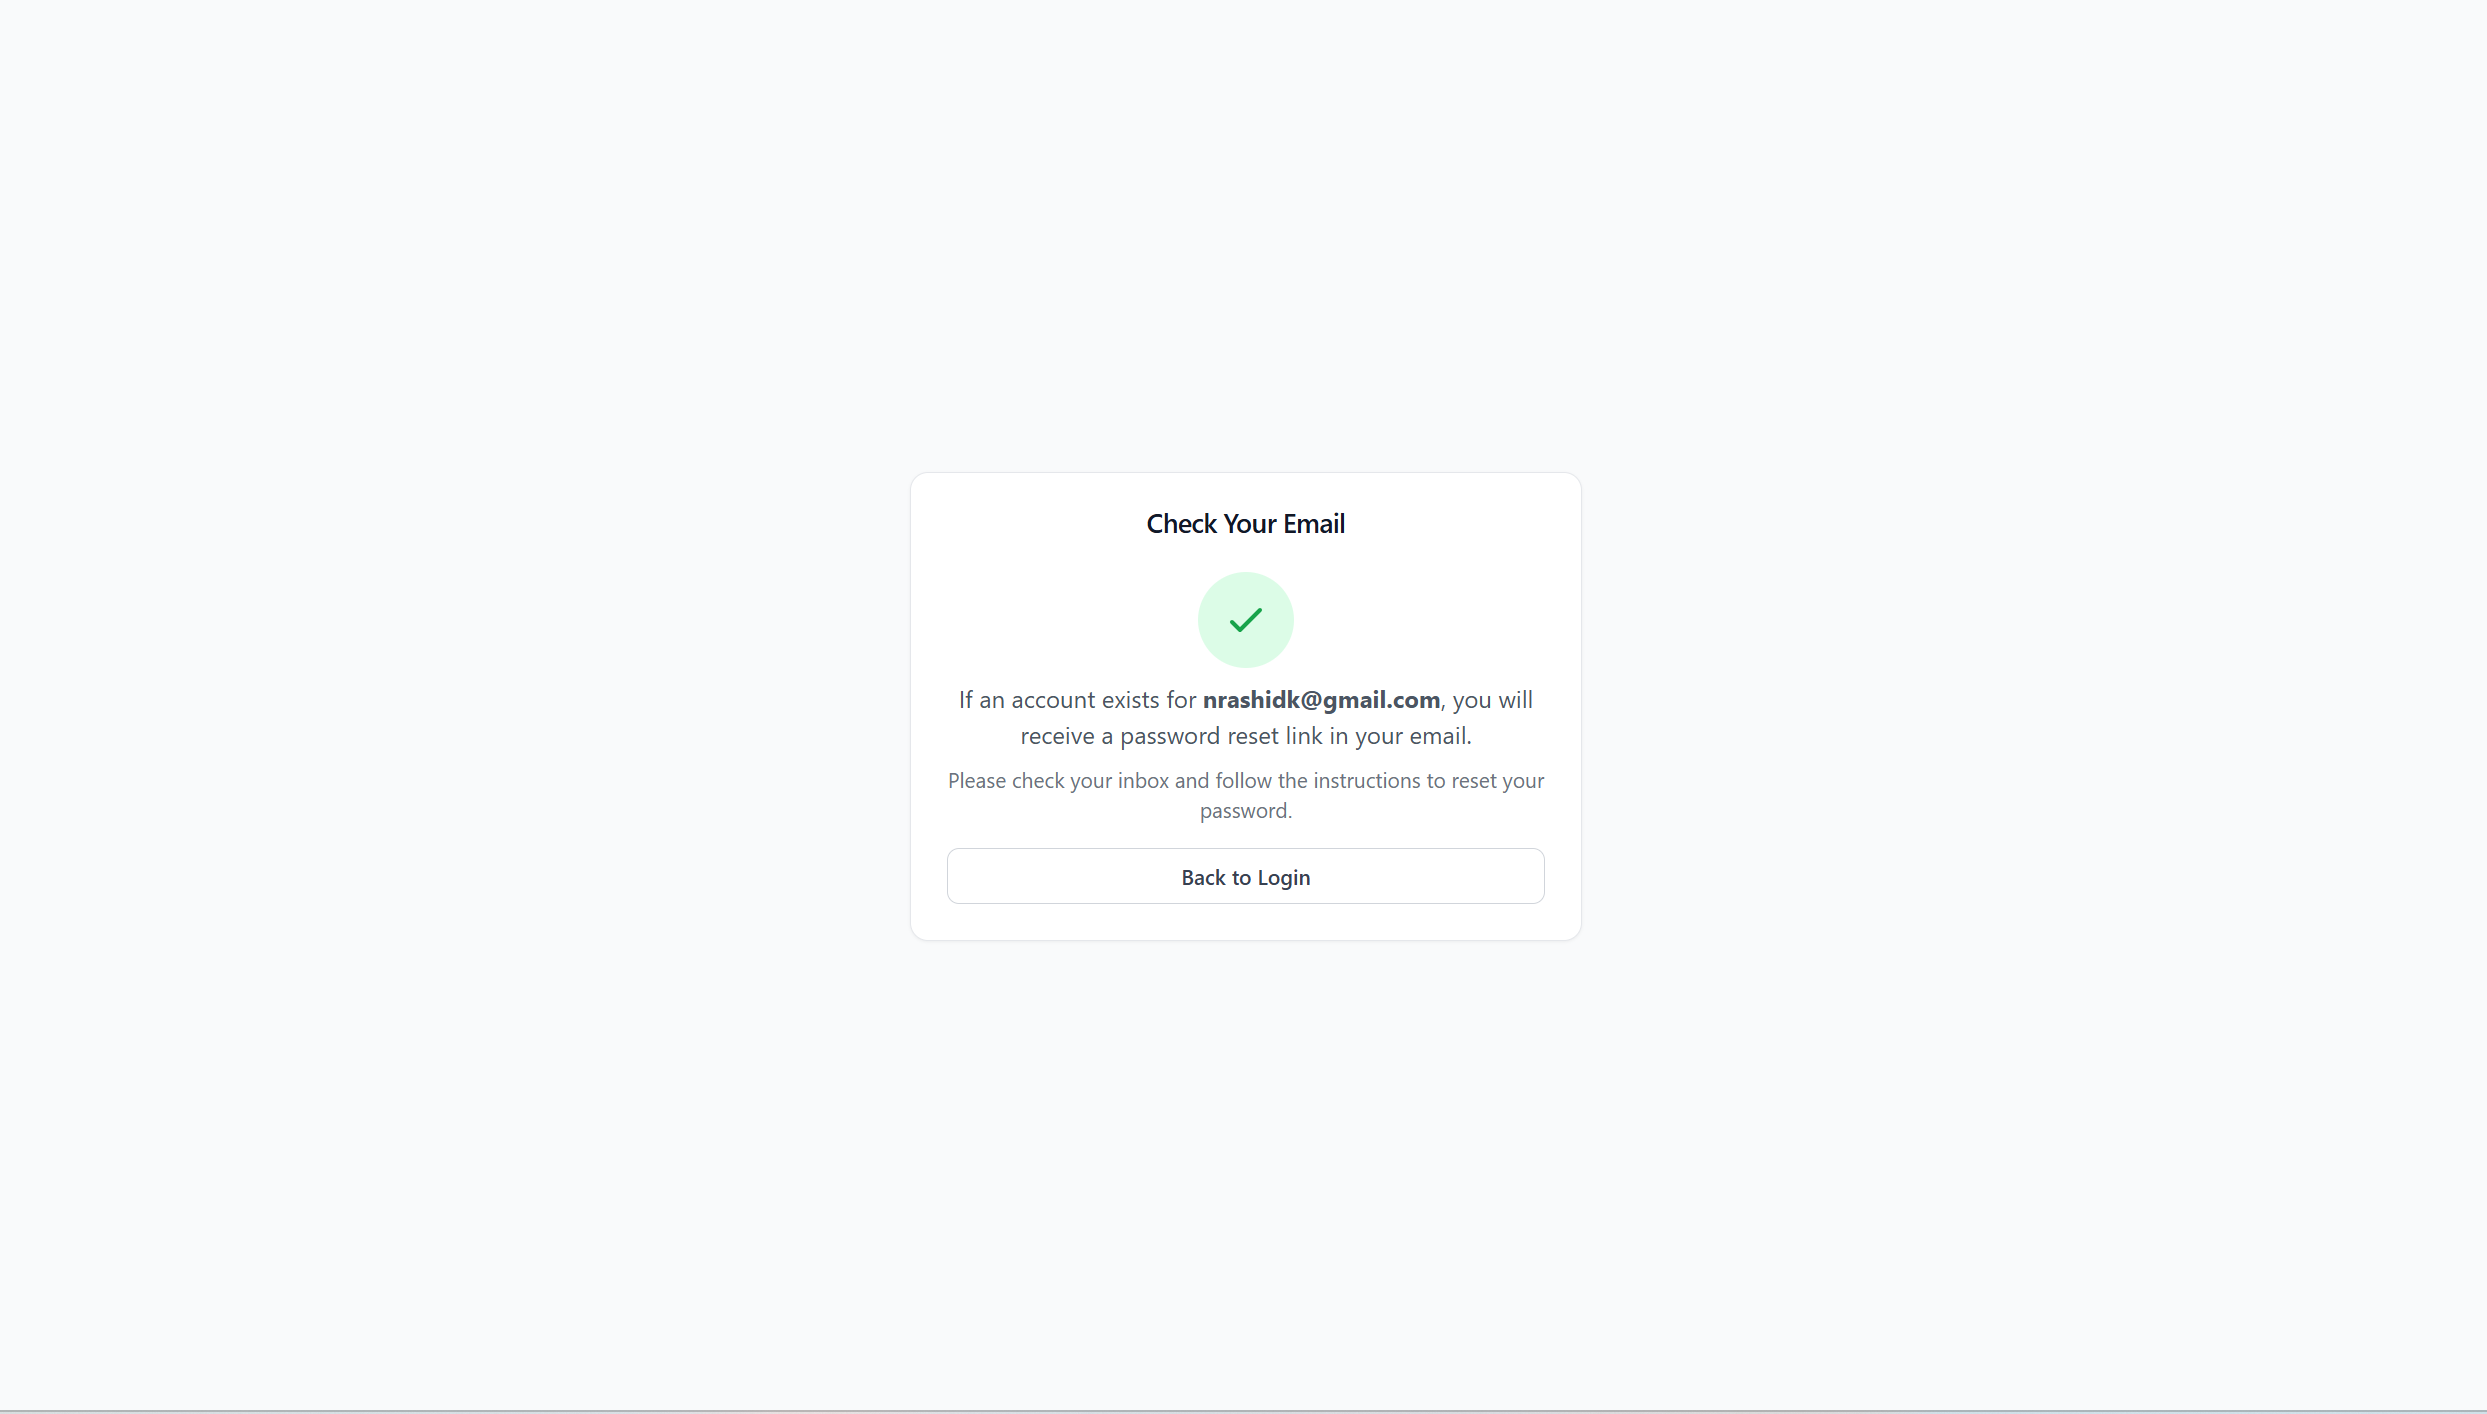 Check Your Email
If an account exists for nrashidk@gmail.com, you will
receive a password reset link in your email.
Please check your inbox and follow the instructions to reset your
password.
Back to Login